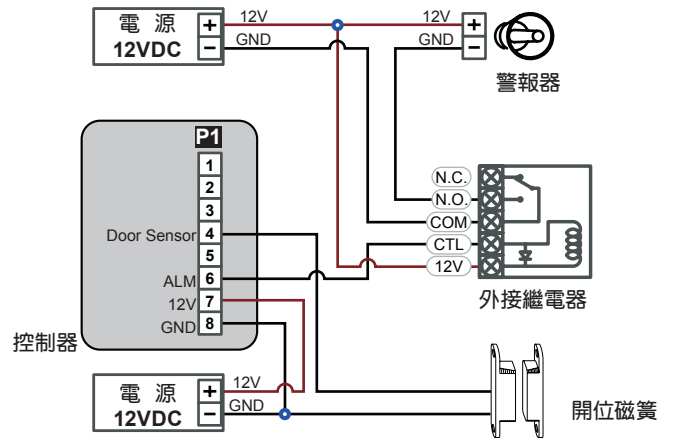 電 源
12VDC
+
−
12V
GND
12V
GND
+
−
警報器
P1
1
2
3
Door Sensor 4
5
ALM 6
12V 7
GND 8
控制器
N.C.
N.O.
COM
CTL
12V
外接繼電器
電 源
12VDC
+
−
12V
GND
開位磁簧